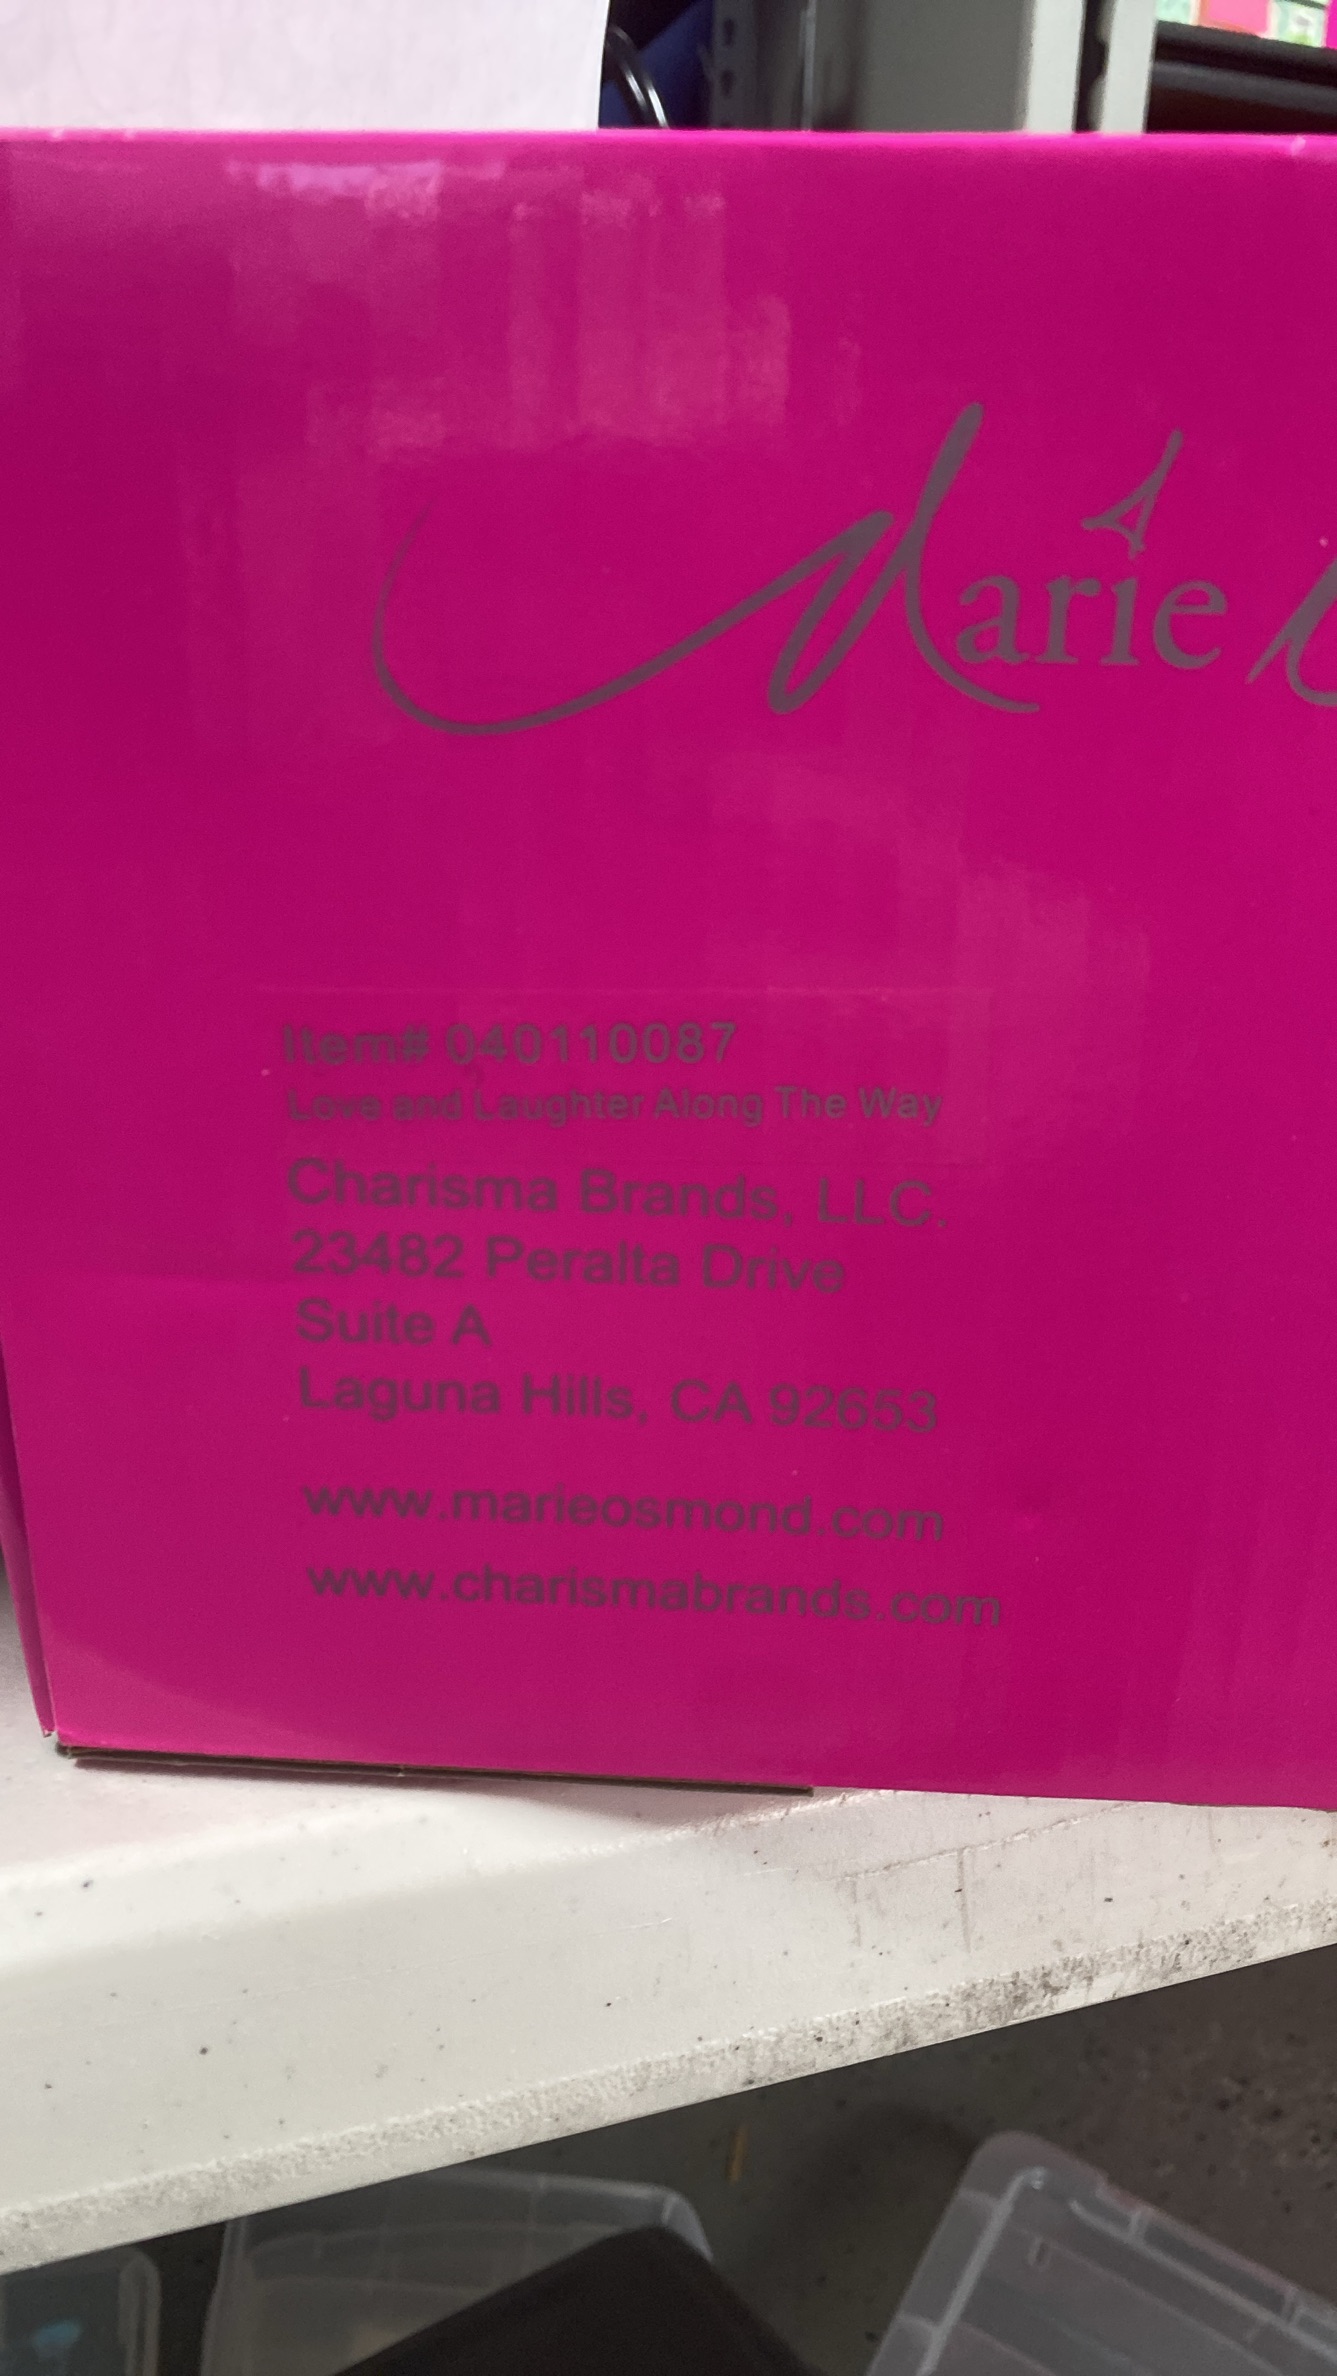 Marie
Item# 040110087
Love and Laughter Along The Way
Charisma Brands, LLC.
23482 Peralta Drive
Suite A
Laguna Hills, CA 92653
www.marieosmond.com
www.charismabrands.com